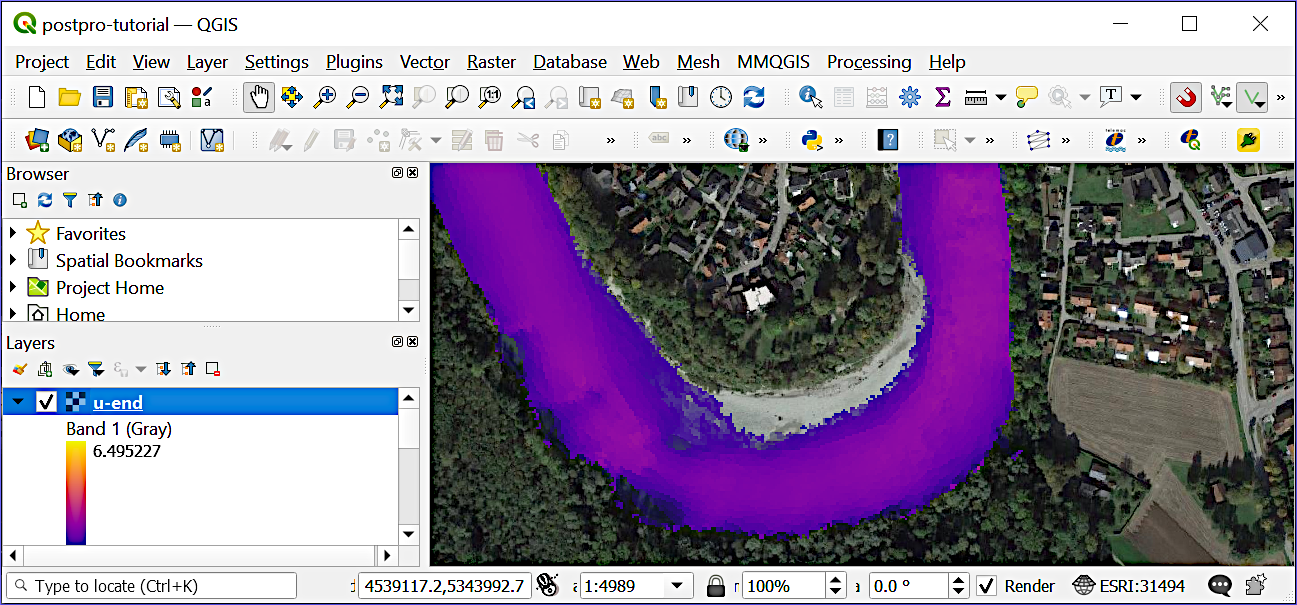 postpro-tutorial — QGIS
Project Edit View Layer Settings Plugins Vector Raster Database Web Mesh MMQGIS Processing Help
Browser
Favorites
Spatial Bookmarks
Project Home
Home
Layers
u-end
Band 1 (Gray)
6.495227
Type to locate (Ctrl+K) 4539117.2,5343992.7 1:4989 100% 0.0 ° Render ESRI:31494